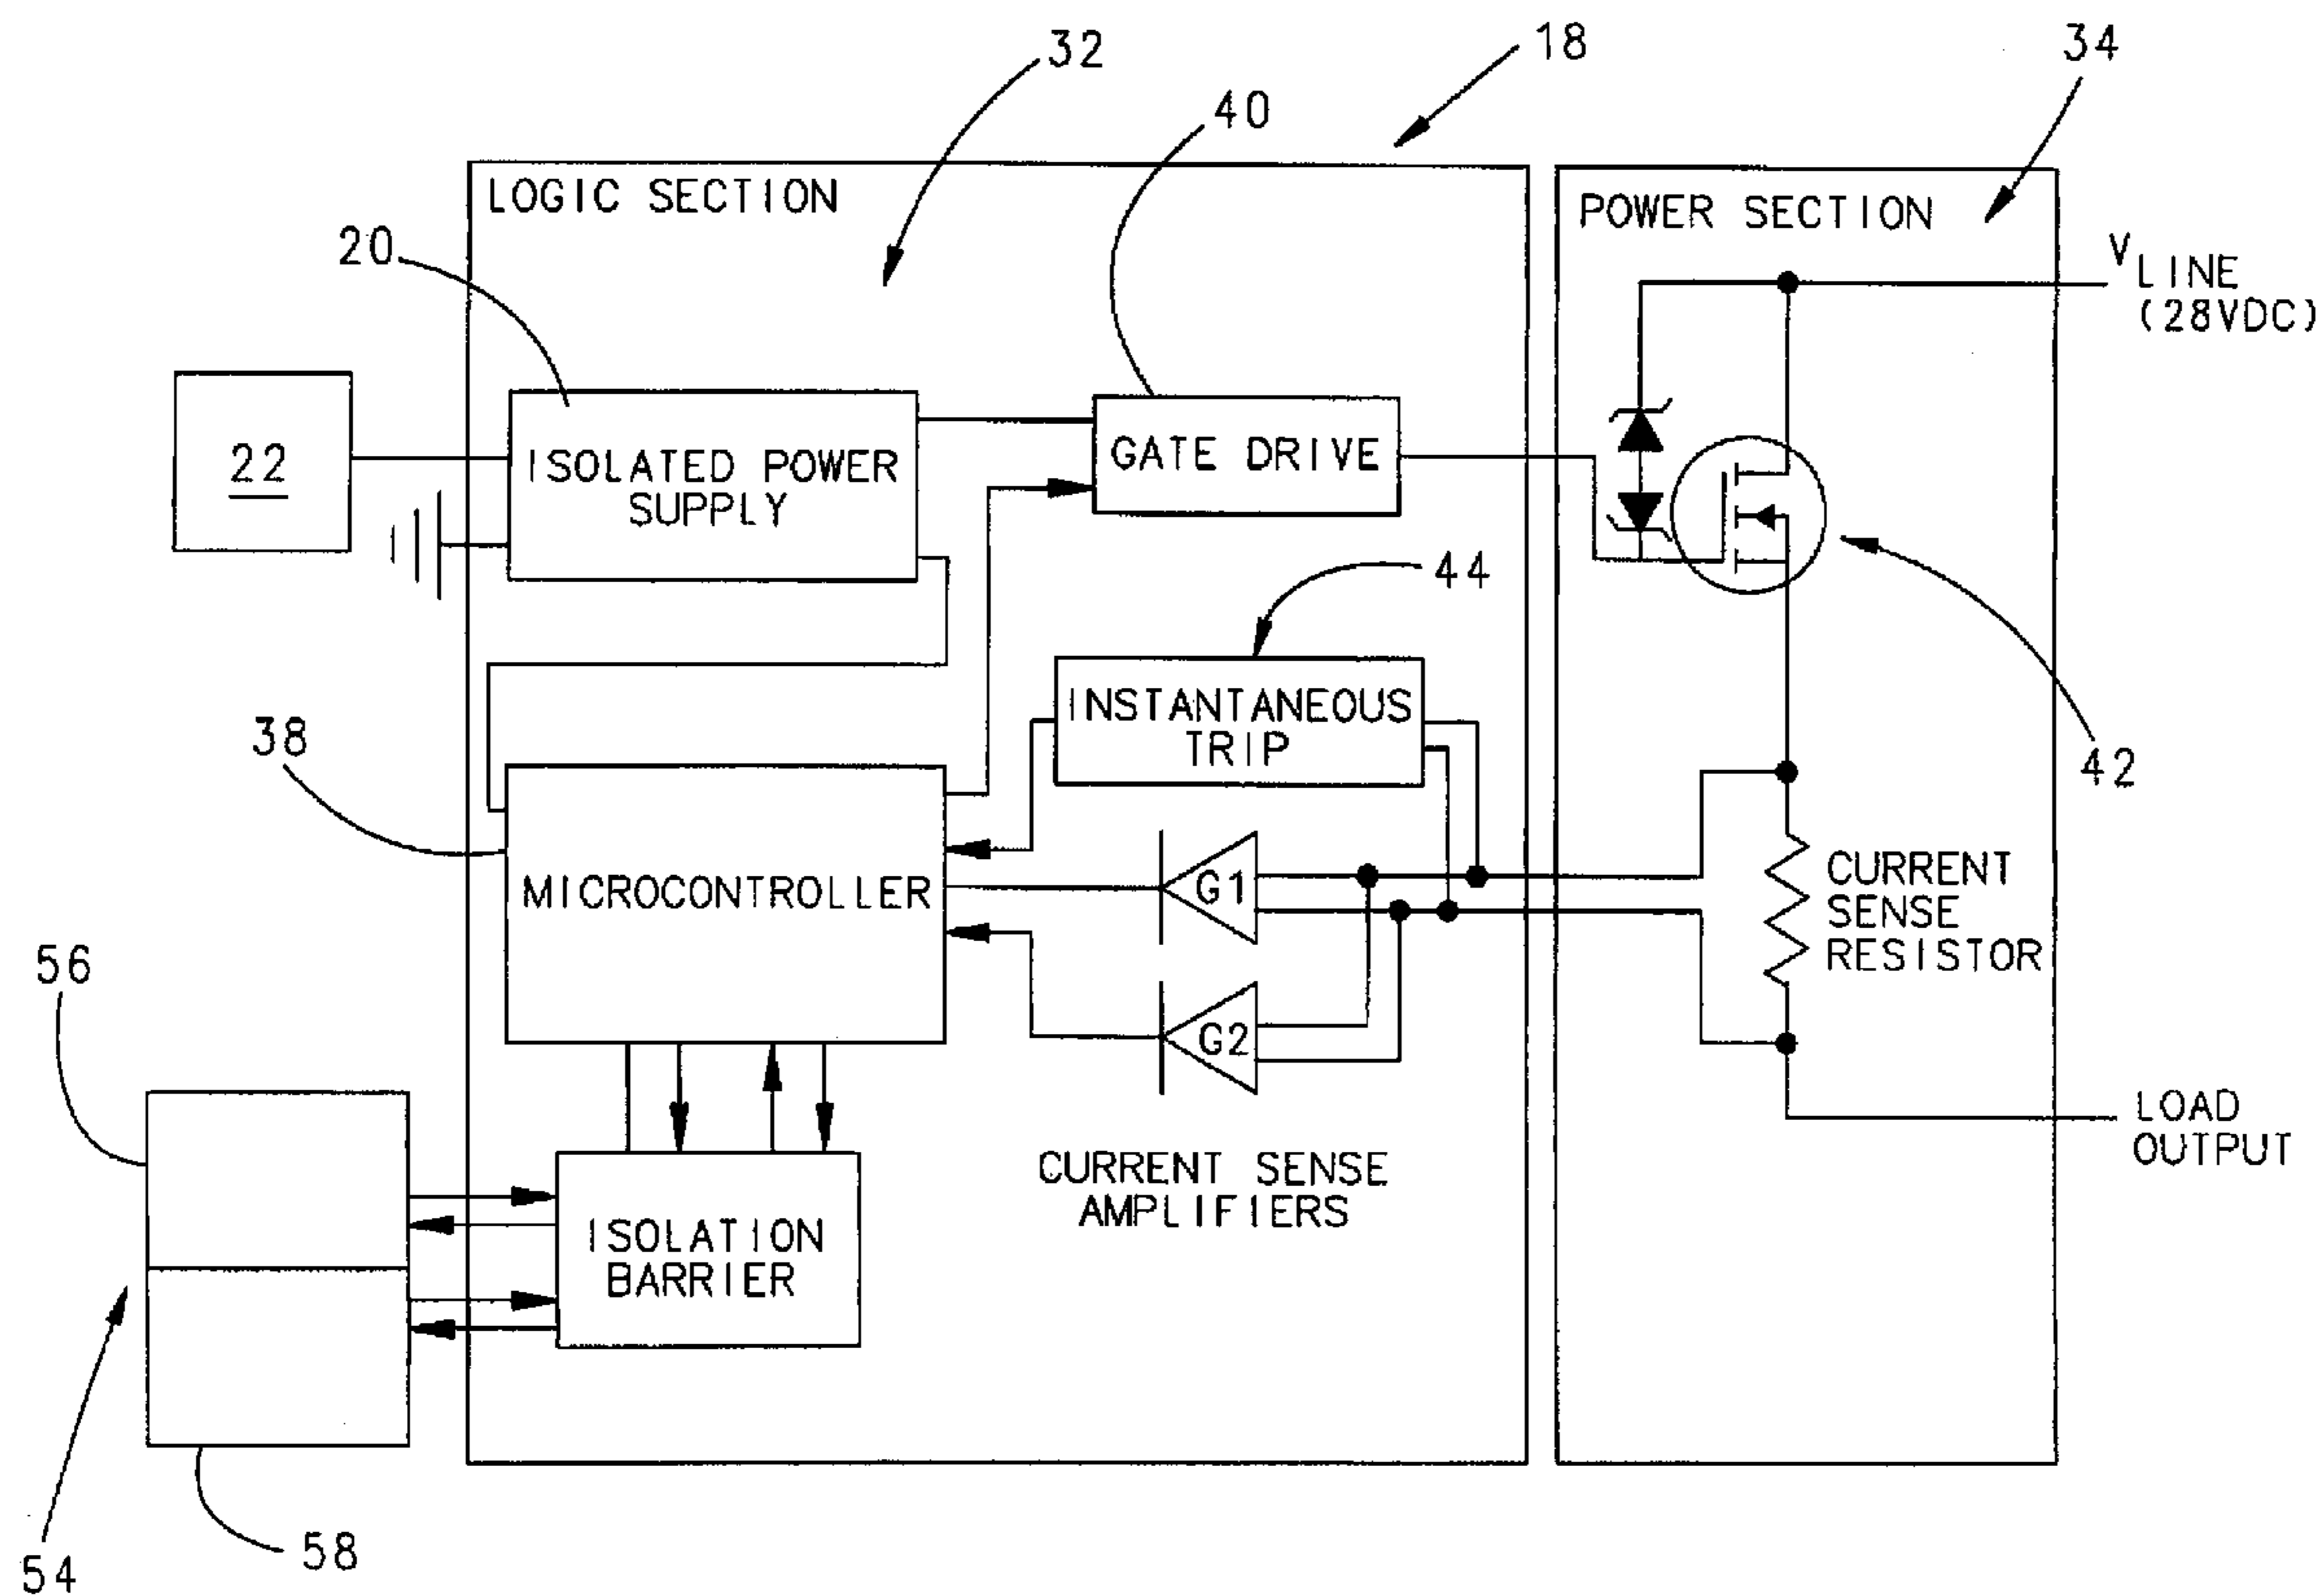 18
32
34
40
LOGIC SECTION
POWER SECTION
20
V LINE
(28VDC)
22
ISOLATED POWER
SUPPLY
GATE DRIVE
44
INSTANTANEOUS
TRIP
38
42
MICROCONTROLLER
G1
CURRENT
SENSE
RESISTOR
56
G2
LOAD
OUTPUT
CURRENT SENSE
AMPLIFIERS
ISOLATION
BARRIER
58
54